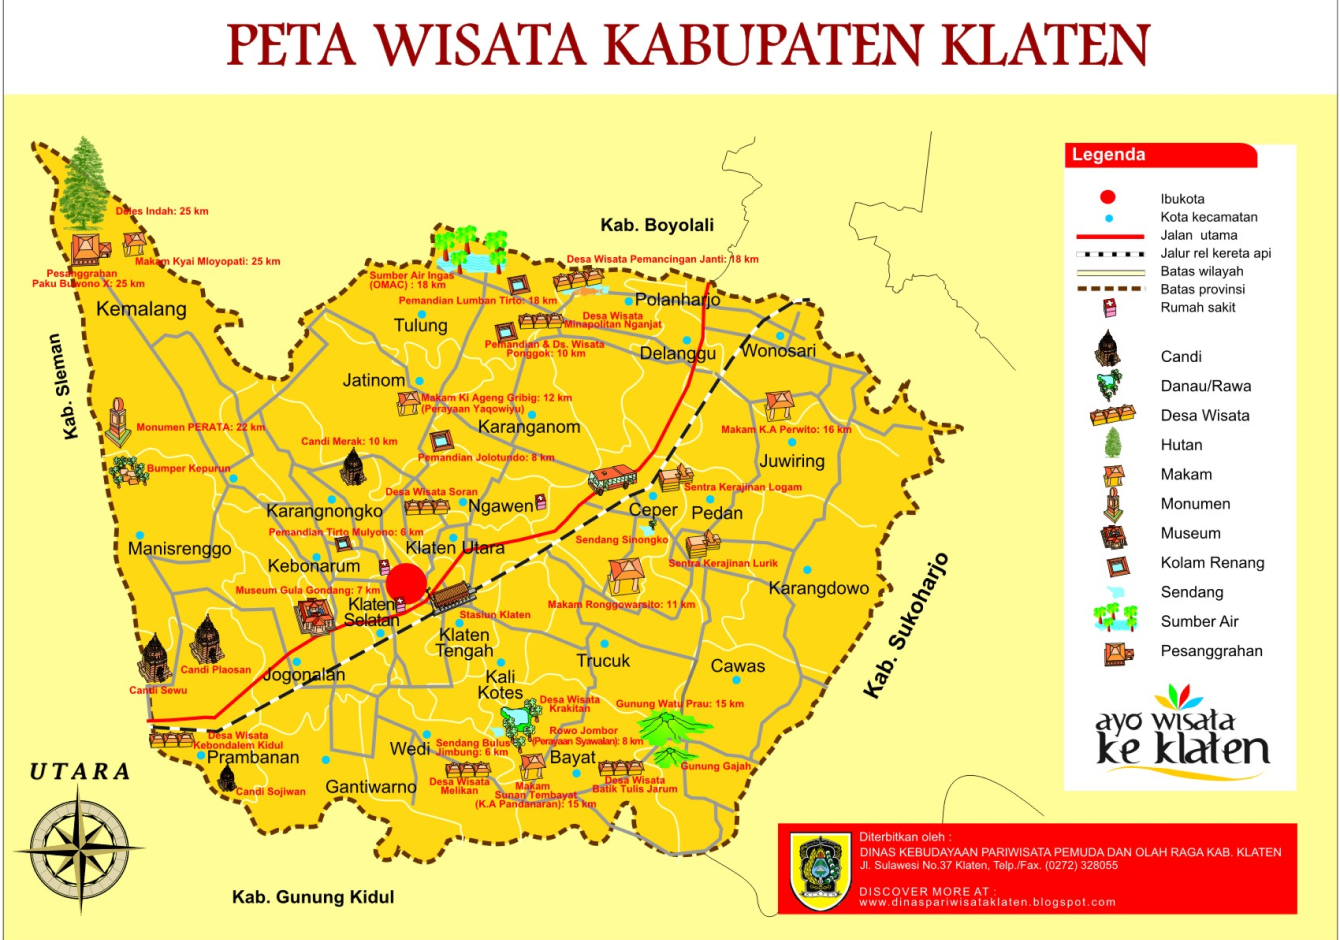 PETA WISATA KABUPATEN KLATEN
Kab. Boyolali
Deles Indah: 25 km
Makam Kyai Mloyopati: 25 km
Pesanggrahan
Paku Buwono X: 25 km
Kemalang
Kab. Sleman
Sumber Air Ingas
(OMAC) : 18 km
Desa Wisata Pemancingan Janti: 18 km
Pemandian Lumban Tirto: 18 km
Polanharjo
Tulung
Desa Wisata
Minapolitan Nganjat
Pemandian & Ds. Wisata
Ponggok: 10 km
Delanggu
Wonosari
Jatinom
Makam Ki Ageng Gribig: 12 km
(Perayaan Yaqowiyu)
Karanganom
Makam K.A Perwito: 16 km
Monumen PERATA: 22 km
Candi Merak: 10 km
Pemandian Jolotundo: 8 km
Juwiring
Bumper Kepurun
Desa Wisata Soran
Sentra Kerajinan Logam
Karangnongko
Ngawen
Ceper
Pedan
Pemandian Tirto Mulyono: 6 km
Sendang Sinongko
Manisrenggo
Klaten Utara
Kebonarum
Sentra Kerajinan Lurik
Museum Gula Gondang: 7 km
Karangdowo
Klaten
Selatan
Makam Ronggowarsito: 11 km
Stasiun Klaten
Klaten
Tengah
Kab. Sukoharjo
Candi Plaosan
Candi Sewu
Jogonalan
Trucuk
Cawas
Kali
Kotes
Desa Wisata
Krakitan
Gunung Watu Prau: 15 km
Desa Wisata
Kebondalem Kidul
Prambanan
Wedi
Sendang Bulus
Jimbung: 6 km
Rowo Jombor
(Perayaan Syawalan): 8 km
Bayat
Gunung Gajah
Candi Sojiwan
Gantiwarno
Desa Wisata
Melikan
Makam
Sunan Tembayat
(K.A Pandanaran): 15 km
Desa Wisata
Batik Tulis Jarum
UTARA
Kab. Gunung Kidul
Legenda
Ibukota
Kota kecamatan
Jalan utama
Jalur rel kereta api
Batas wilayah
Batas provinsi
Rumah sakit
Candi
Danau/Rawa
Desa Wisata
Hutan
Makam
Monumen
Museum
Kolam Renang
Sendang
Sumber Air
Pesanggrahan
ayo wisata
ke klaten
Diterbitkan oleh :
DINAS KEBUDAYAAN PARIWISATA PEMUDA DAN OLAH RAGA KAB. KLATEN
Jl. Sulawesi No.37 Klaten, Telp./Fax. (0272) 328055
DISCOVER MORE AT :
www.dinaspariwisataklaten.blogspot.com